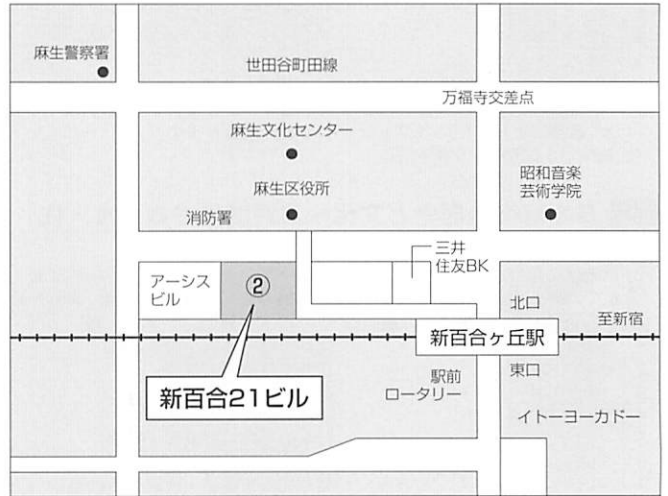 麻生警察署
世田谷町田線
万福寺交差点
麻生文化センター
昭和音楽
芸術学院
麻生区役所
消防署
三井
住友BK
アーシス
ビル
②
北口
至新宿
新百合ヶ丘駅
東口
駅前
ロータリー
新百合21ビル
イトーヨーカドー